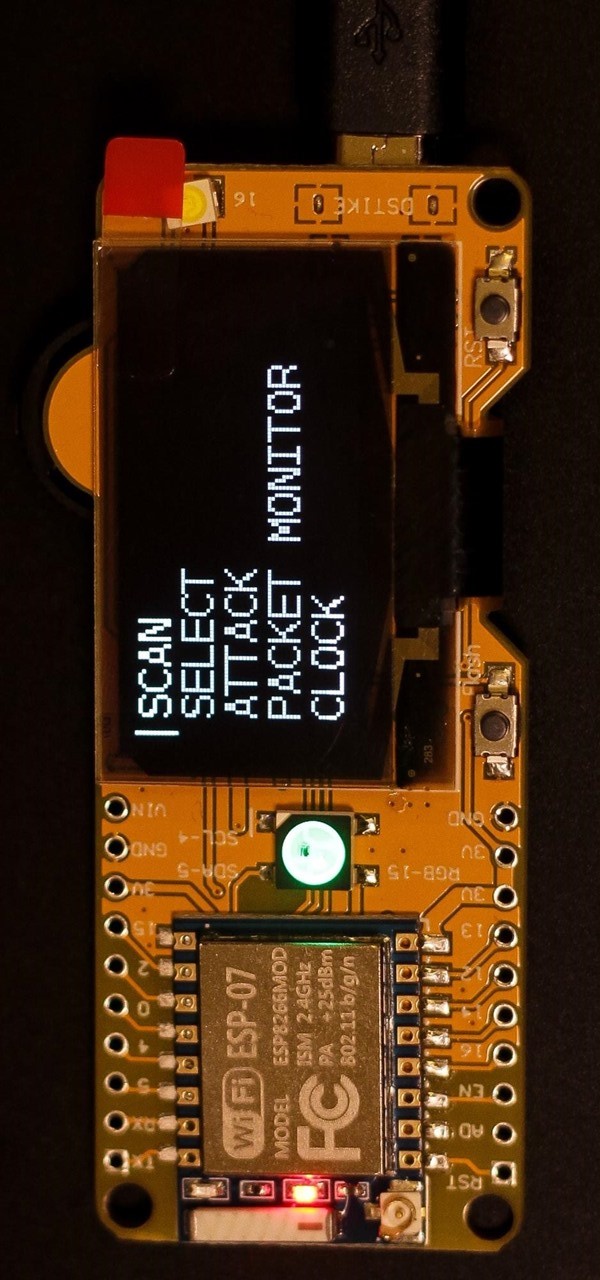 TX RX 5 4 0 2 15 3V GND VIN
SDA-5
SCL-4
WiFi ESP-07
MODEL ESP8266MOD
FC ISM 2.4GHz
PA +25dBm
802.11 b/g/n
RGB-15
RST AD EN 16 14 12 13 3V 3V GND
SCAN
SELECT
ATTACK
PACKET MONITOR
CLOCK
283
Flash
RST
16
DSTIKE